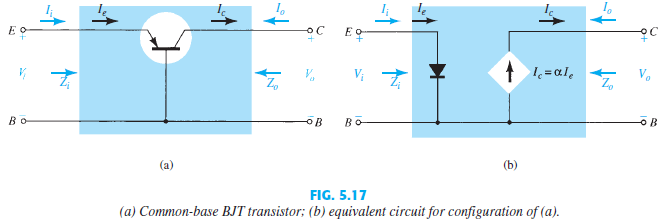 Ii Ie Ic Io
E + + C
Vi Zi Zo Vo
B − − B
(a)
Ii Ie Ic Io
E + + C
Vi Zi Ic = αIe Zo Vo
B − − B
(b)
FIG. 5.17
(a) Common-base BJT transistor; (b) equivalent circuit for configuration of (a).